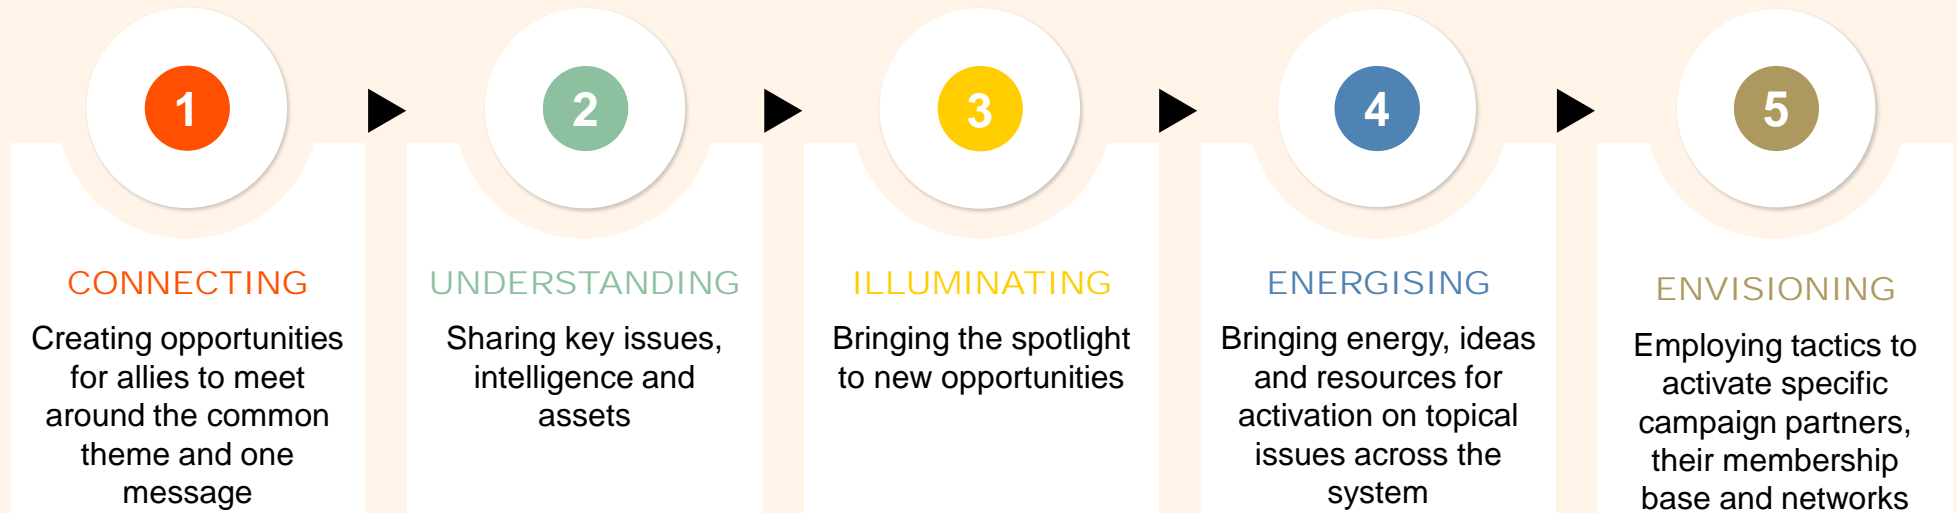 1
CONNECTING
Creating opportunities
for allies to meet
around the common
theme and one
message
2
UNDERSTANDING
Sharing key issues,
intelligence and
assets
3
ILLUMINATING
Bringing the spotlight
to new opportunities
4
ENERGISING
Bringing energy, ideas
and resources for
activation on topical
issues across the
system
5
ENVISIONING
Employing tactics to
activate specific
campaign partners,
their membership
base and networks